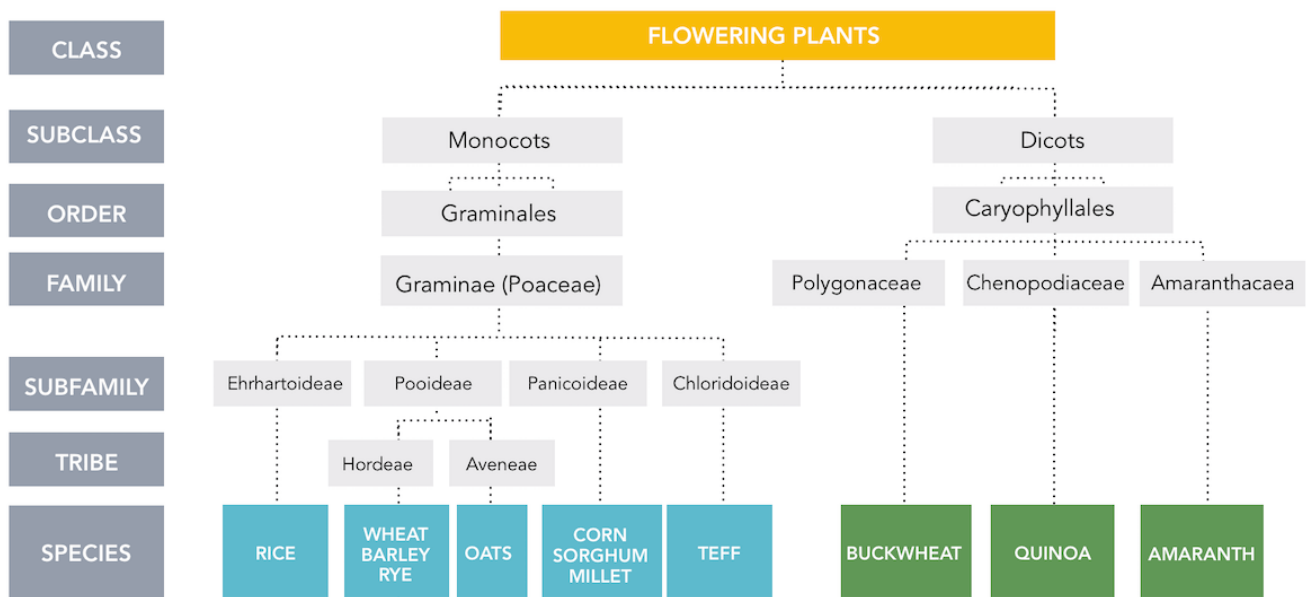 CLASS
FLOWERING PLANTS
SUBCLASS
Monocots
Dicots
ORDER
Graminales
Caryophyllales
FAMILY
Graminae (Poaceae)
Polygonaceae
Chenopodiaceae
Amaranthacaea
SUBFAMILY
Ehrhartoideae
Pooideae
Panicoideae
Chloridoideae
TRIBE
Hordeae
Aveneae
SPECIES
RICE
WHEAT
BARLEY
RYE
OATS
CORN
SORGHUM
MILLET
TEFF
BUCKWHEAT
QUINOA
AMARANTH